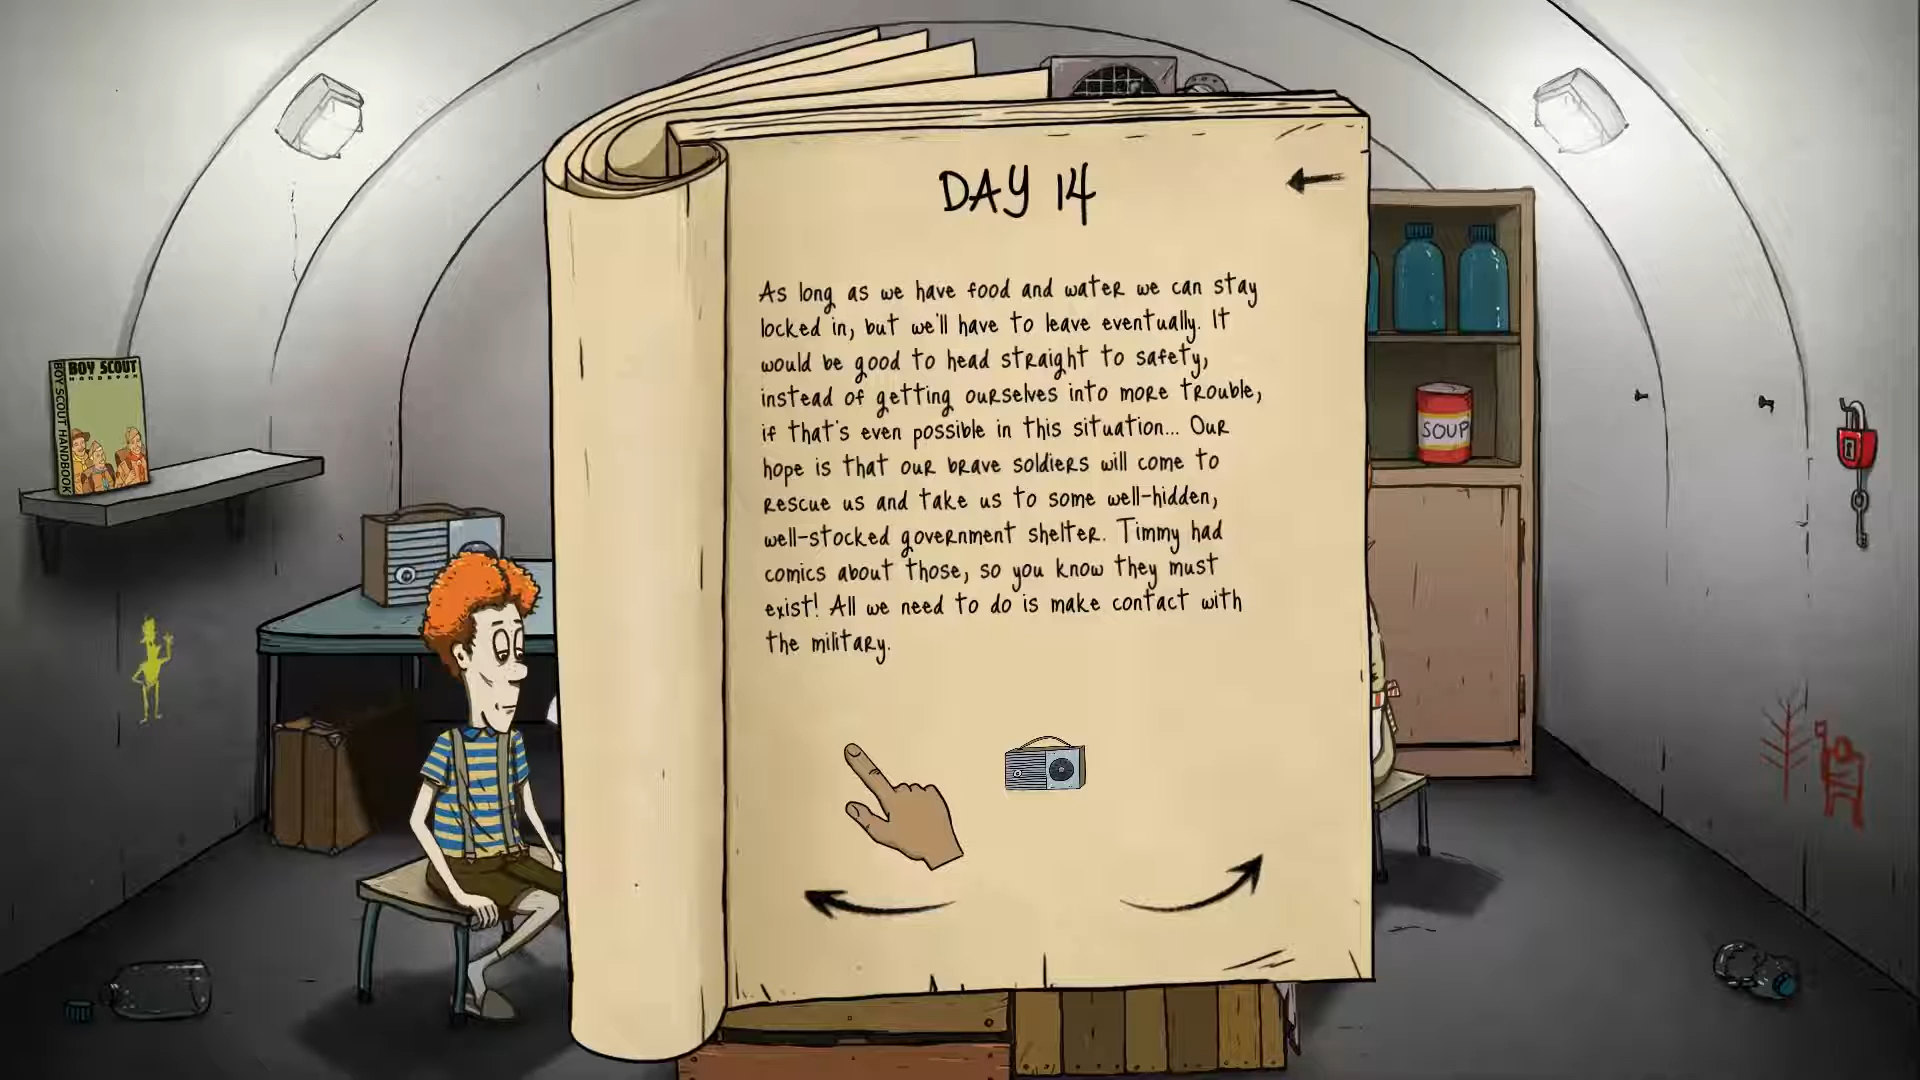 DAY 14
As long as we have food and water we can stay
locked in, but we'll have to leave eventually. It
would be good to head straight to safety,
instead of getting ourselves into more trouble,
if that's even possible in this situation... Our
hope is that our brave soldiers will come to
rescue us and take us to some well-hidden,
well-stocked government shelter. Timmy had
comics about those, so you know they must
exist! All we need to do is make contact with
the military.
BOY SCOUT
HANDBOOK
BOY SCOUT HANDBOOK
SOUP